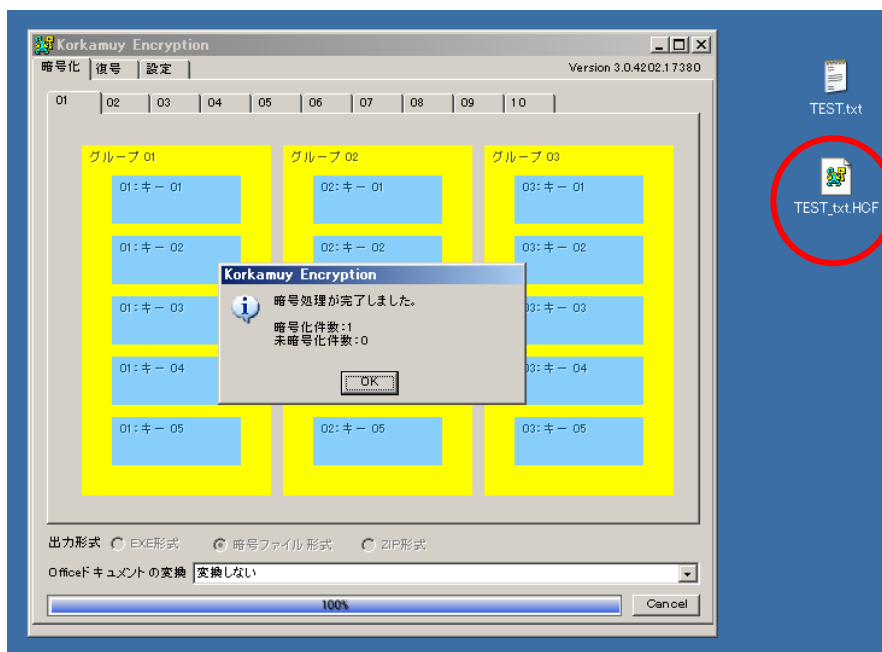 Korkamuy Encryption
暗号化 復号 設定 Version 3.0.4202.17380
01 02 03 04 05 06 07 08 09 10
グループ 01 グループ 02 グループ 03
01:キー 01 02:キー 01 03:キー 01
01:キー 02 02:キー 02 03:キー 02
Korkamuy Encryption
暗号処理が完了しました。
暗号化件数:1
未暗号化件数:0
OK
01:キー 03 03:キー 03
01:キー 04 03:キー 04
01:キー 05 02:キー 05 03:キー 05
出力形式 EXE形式 暗号ファイル形式 ZIP形式
Officeドキュメントの変換 変換しない
100% Cancel
TEST.txt
TEST_txt.HCF